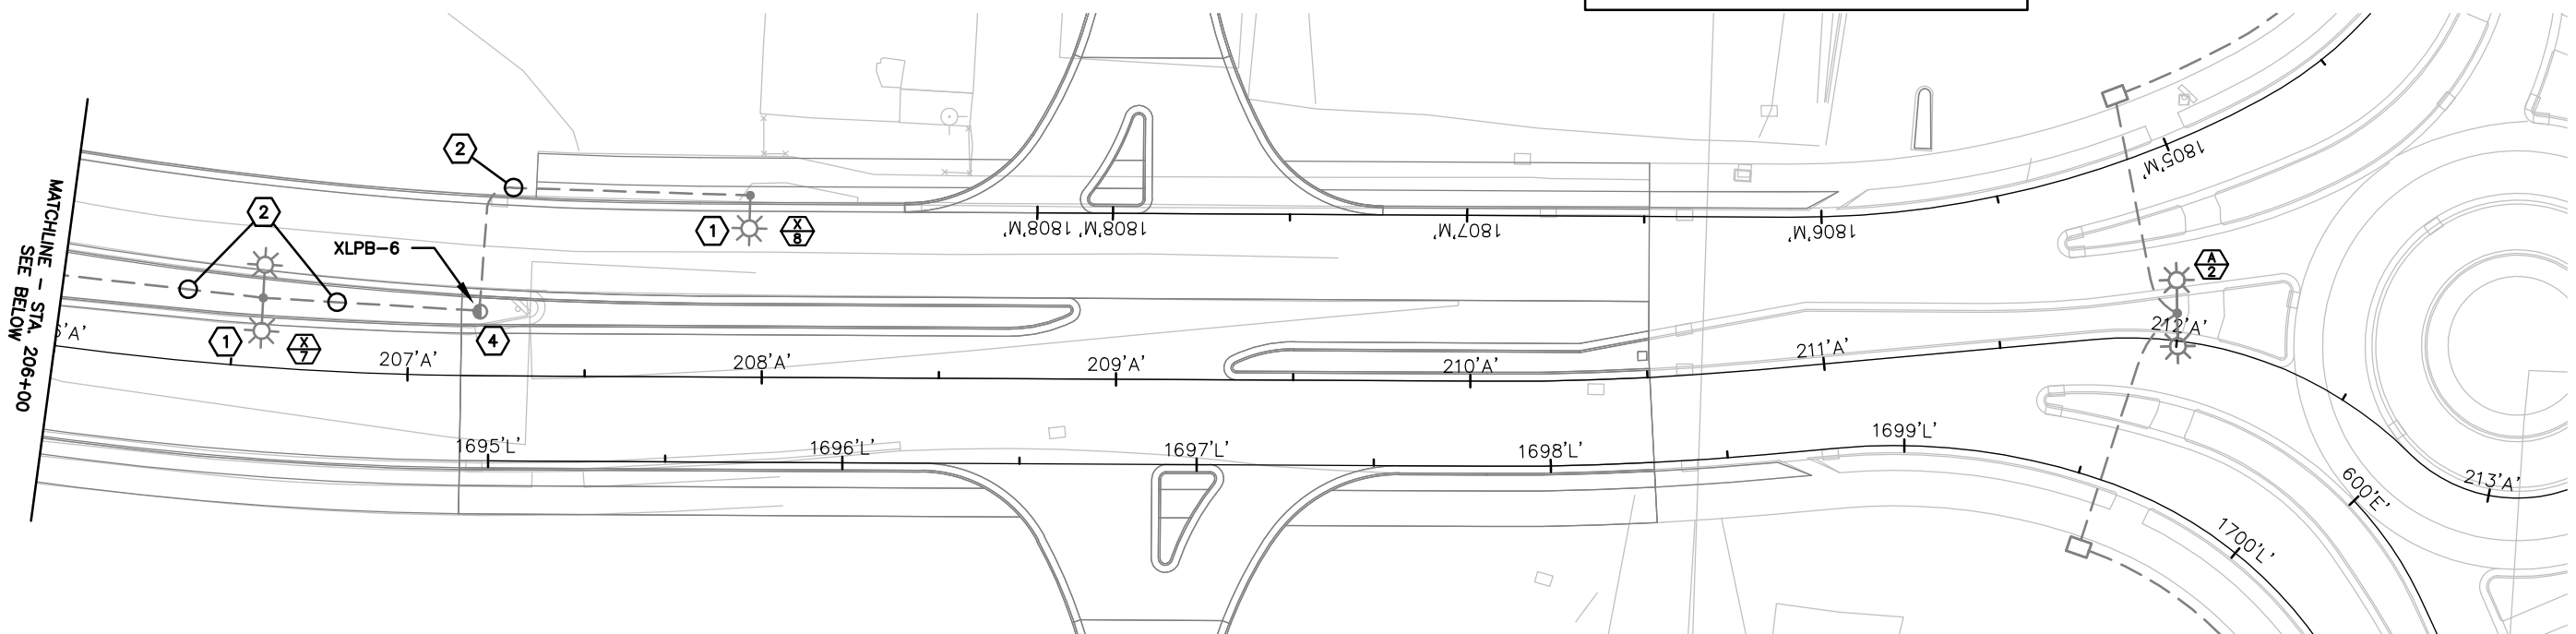 MATCHLINE - STA. 206+00
SEE BELOW
2
2
XLPB-6
1
X
8
1
X
7
4
A
2
1808'M'
1808'M'
1807'M'
1806'M'
1805'M'
6'A'
207'A'
208'A'
209'A'
210'A'
211'A'
212'A'
213'A'
1695'L'
1696'L'
1697'L'
1698'L'
1699'L'
1700'L'
600'E'